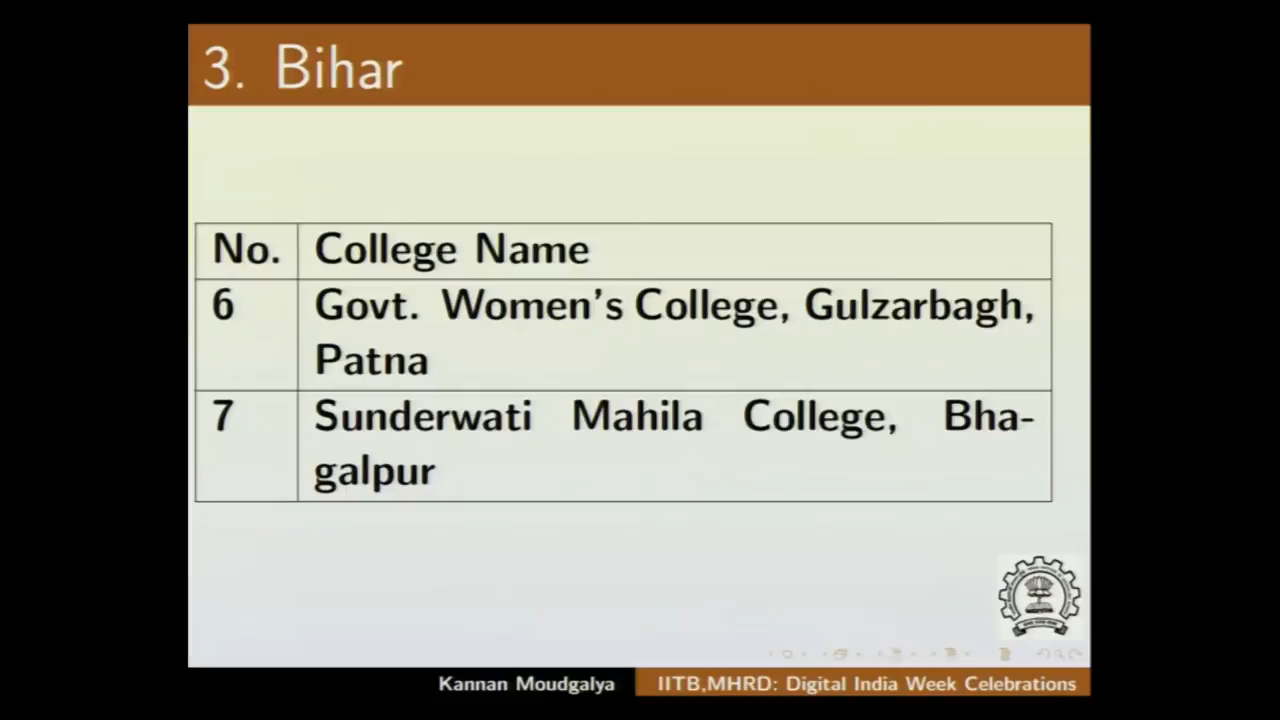 3. Bihar
No. College Name
6 Govt. Women's College, Gulzarbagh,
Patna
7 Sunderwati Mahila College, Bha-
galpur
Kannan Moudgalya IITB,MHRD: Digital India Week Celebrations